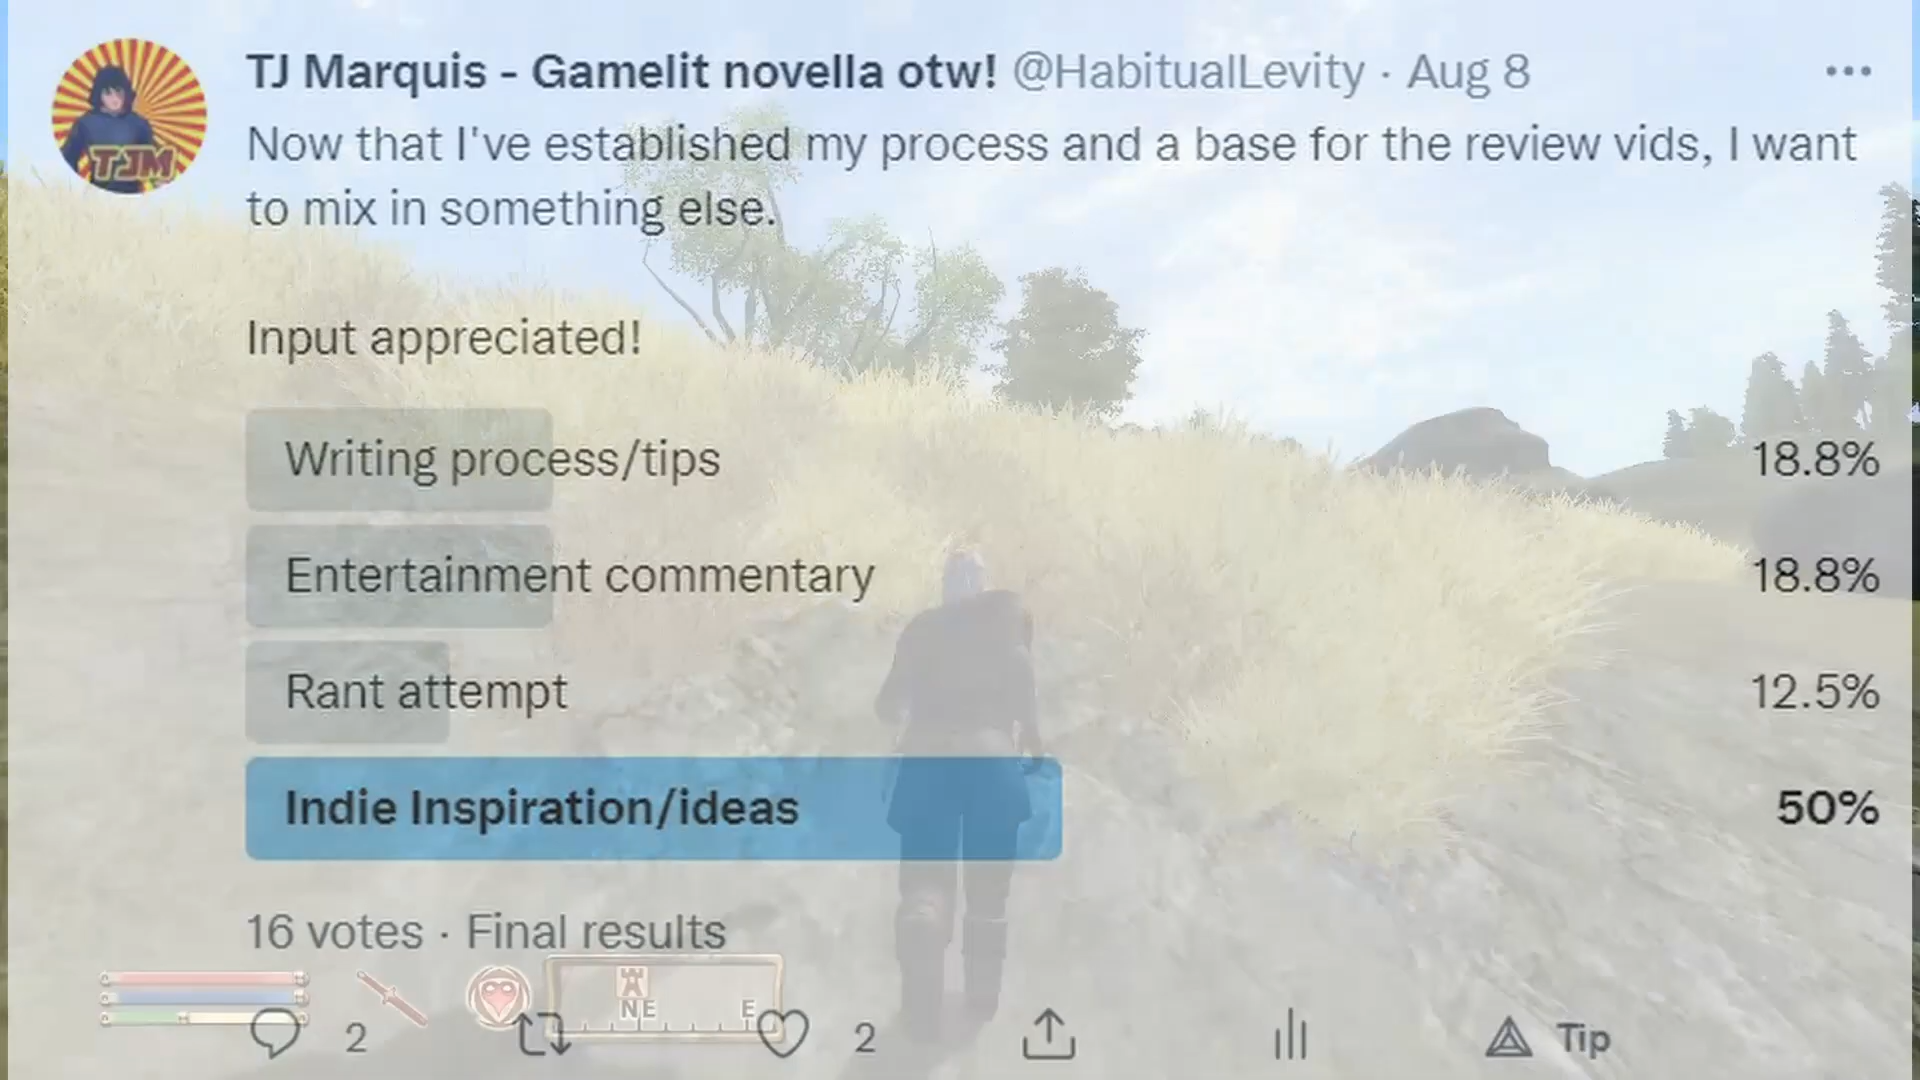 TJ Marquis - Gamelit novella otw! @HabitualLevity · Aug 8
TJM
Now that I've established my process and a base for the review vids, I want
to mix in something else.
Input appreciated!
Writing process/tips 18.8%
Entertainment commentary 18.8%
Rant attempt 12.5%
Indie Inspiration/ideas 50%
16 votes · Final results
NE E
2 2 Tip